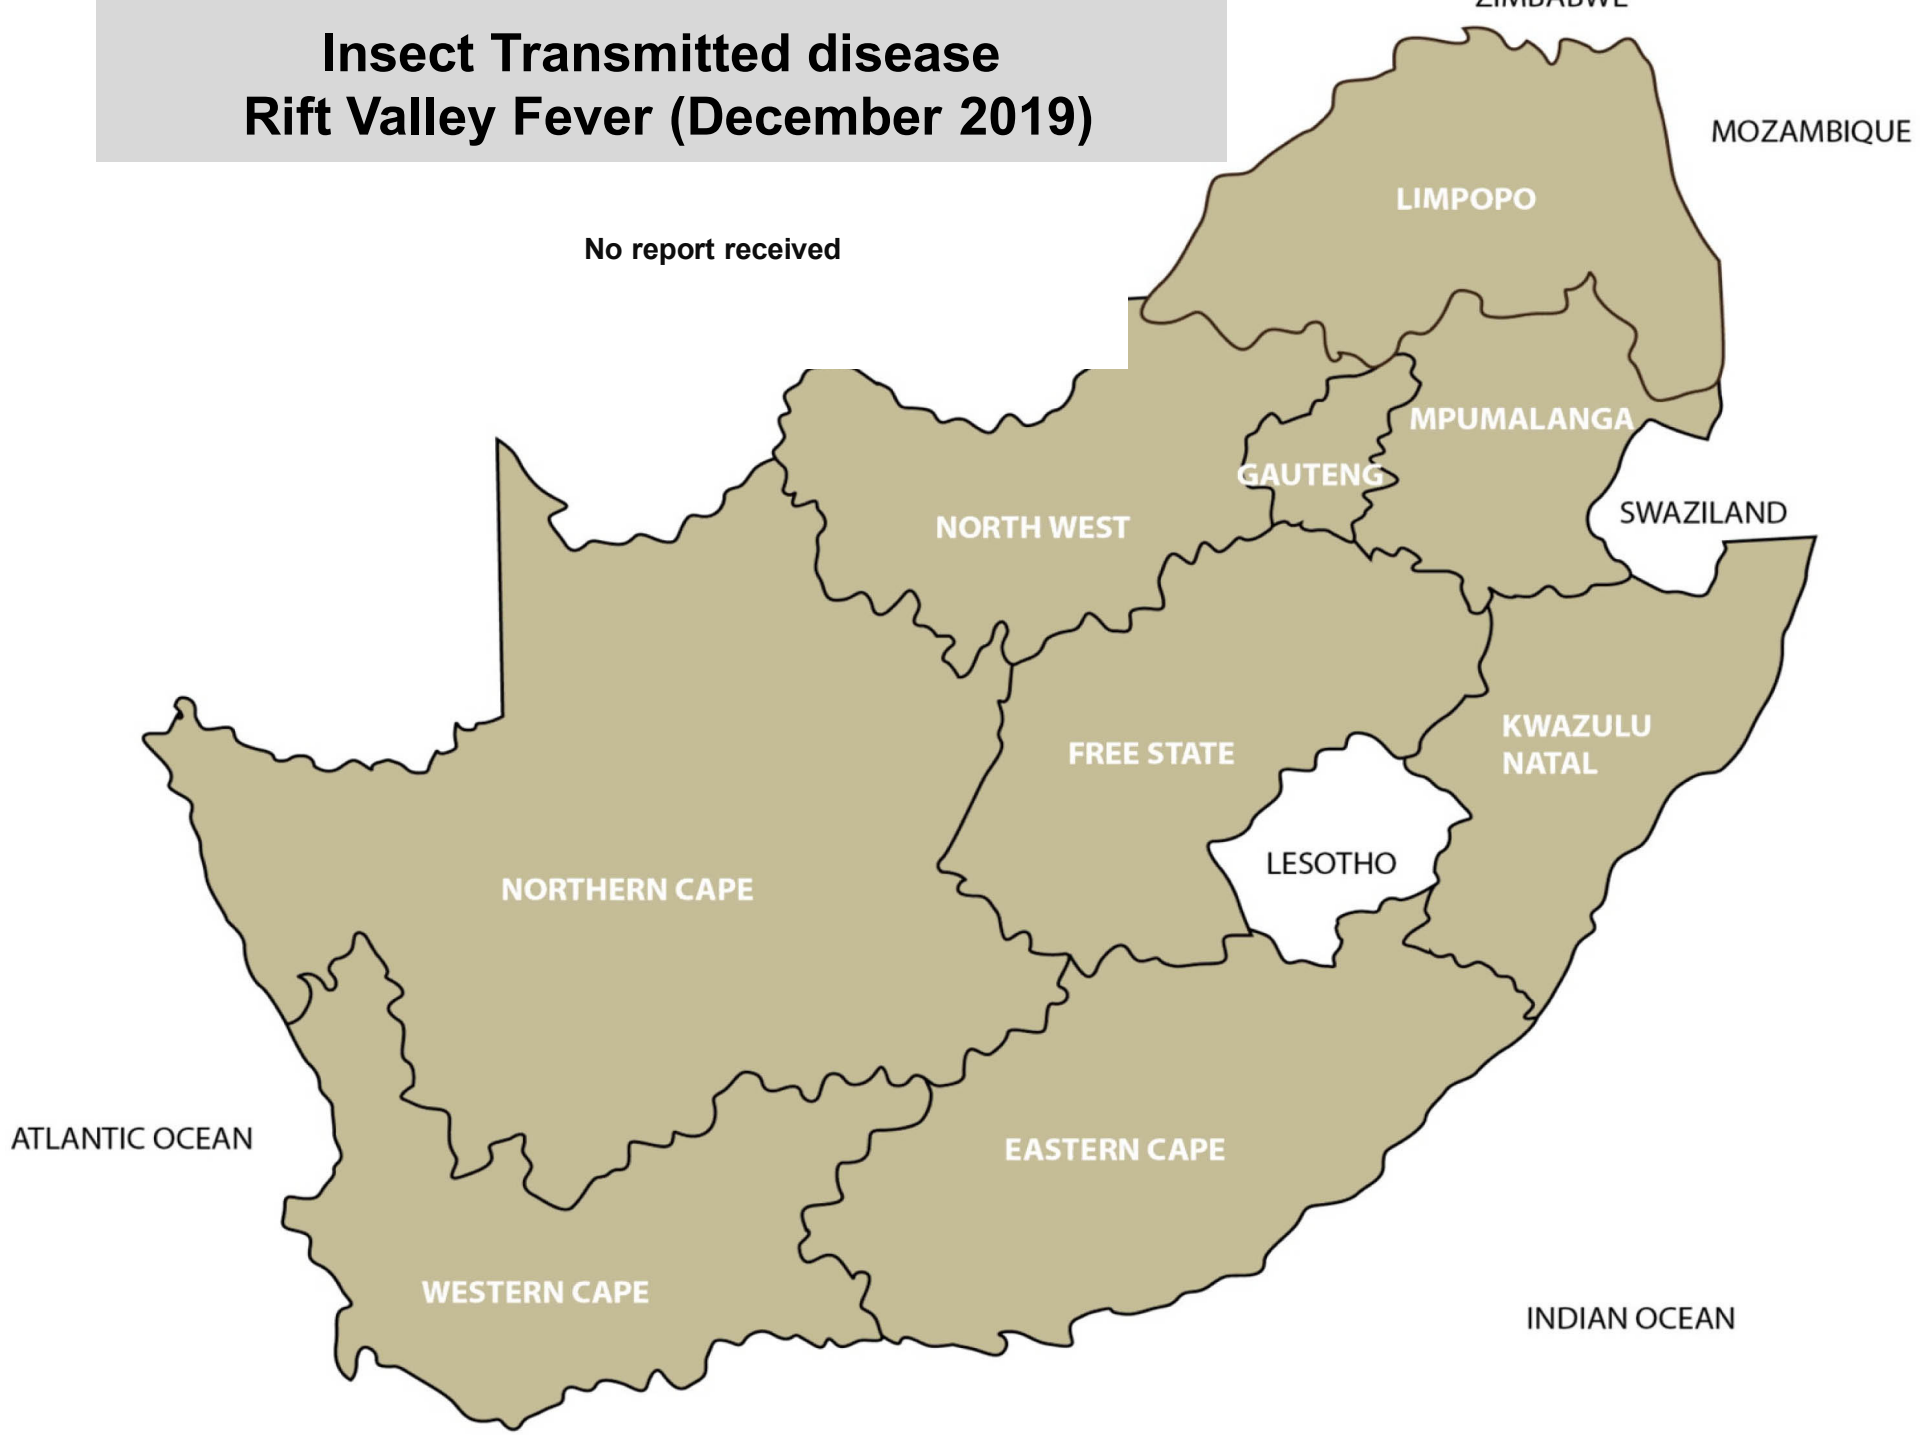 ZIMBABWE
Insect Transmitted disease
Rift Valley Fever (December 2019)
MOZAMBIQUE
LIMPOPO
No report received
MPUMALANGA
GAUTENG
SWAZILAND
NORTH WEST
KWAZULU
NATAL
FREE STATE
LESOTHO
NORTHERN CAPE
ATLANTIC OCEAN
EASTERN CAPE
WESTERN CAPE
INDIAN OCEAN